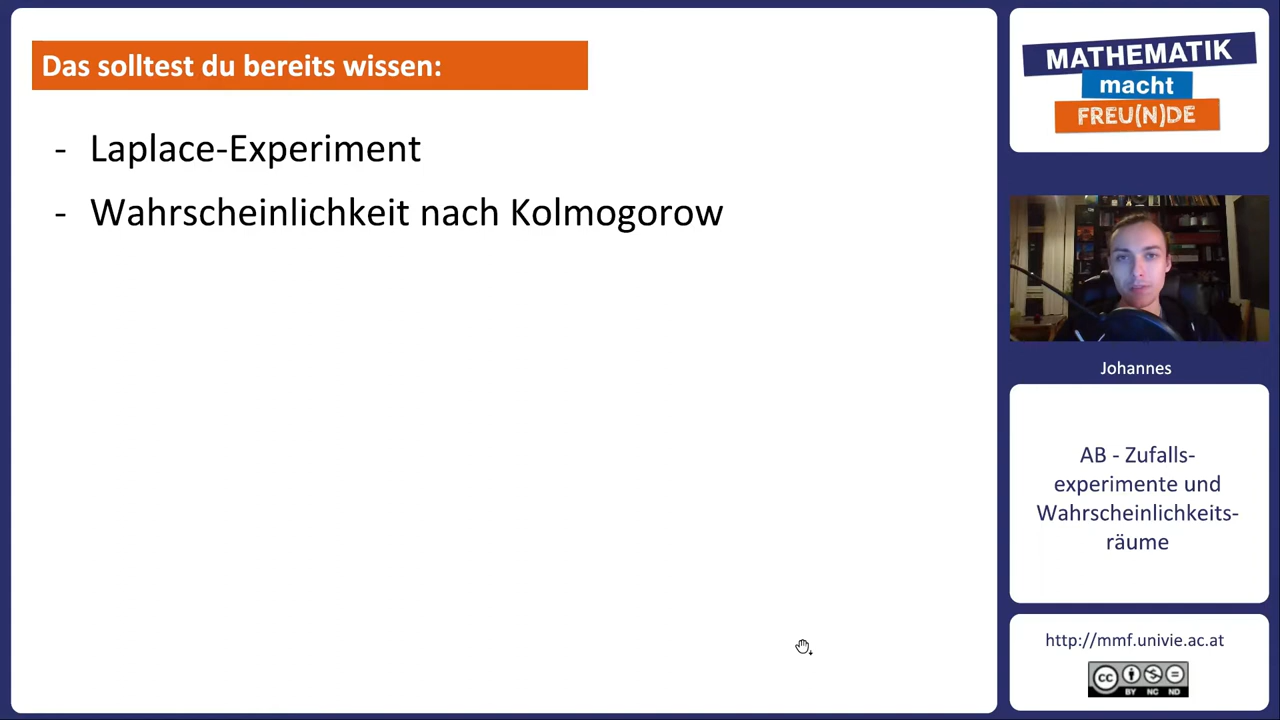 Das solltest du bereits wissen:
- Laplace-Experiment
- Wahrscheinlichkeit nach Kolmogorow
MATHEMATIK
macht
FREU(N)DE
Johannes
AB - Zufalls-
experimente und
Wahrscheinlichkeits-
räume
http://mmf.univie.ac.at
cc
BY NC ND